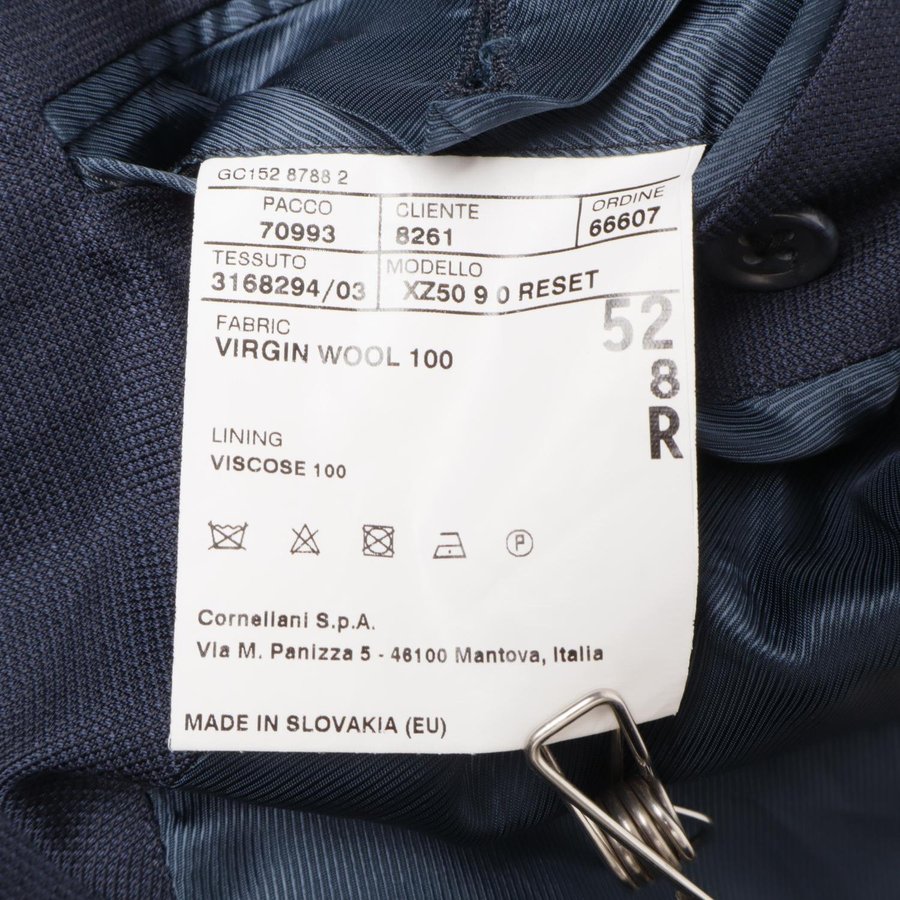 GC152 8788 2
PACCO CLIENTE ORDINE
70993 8261 66607
TESSUTO MODELLO
3168294/03 XZ50 9 0 RESET
FABRIC
VIRGIN WOOL 100
52
8
R
LINING
VISCOSE 100
P
Cornellani S.p.A.
Via M. Panizza 5 - 46100 Mantova, Italia
MADE IN SLOVAKIA (EU)